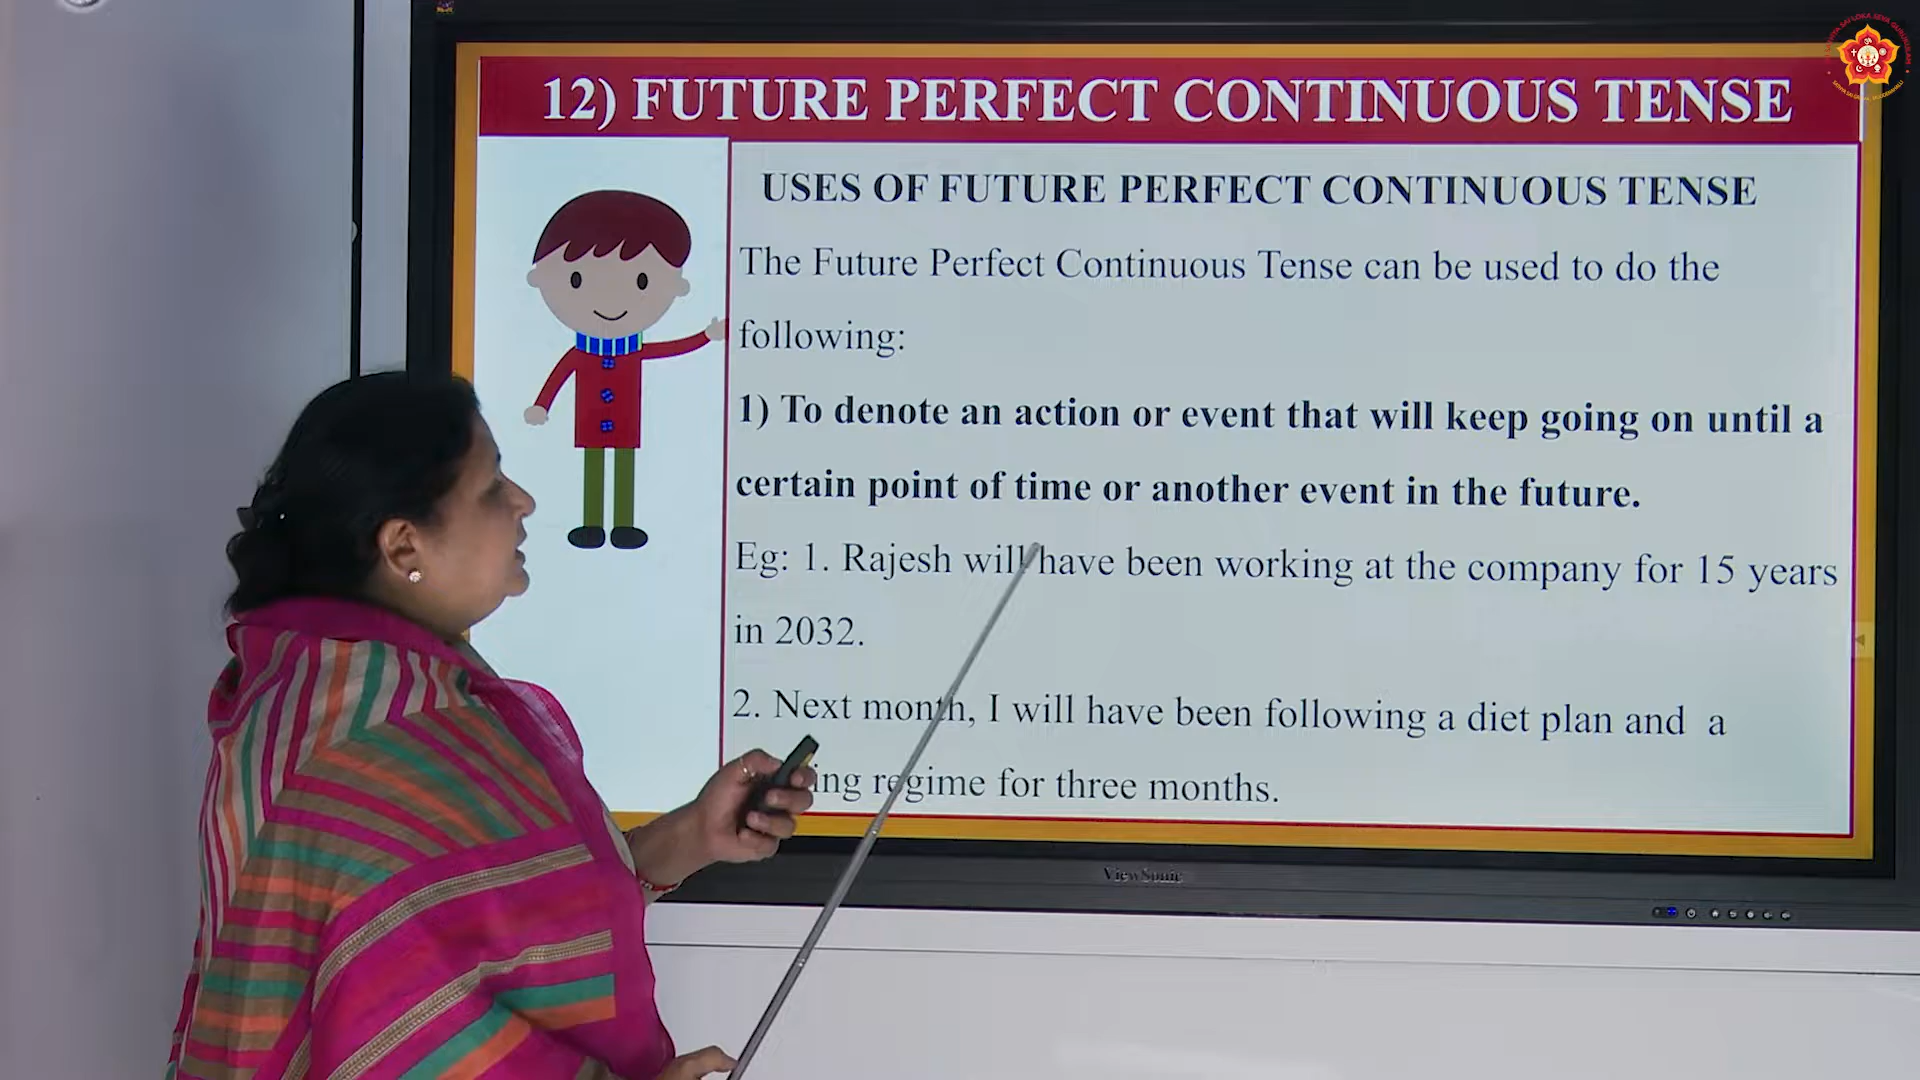 12) FUTURE PERFECT CONTINUOUS TENSE
USES OF FUTURE PERFECT CONTINUOUS TENSE
The Future Perfect Continuous Tense can be used to do the
following:
1) To denote an action or event that will keep going on until a
certain point of time or another event in the future.
Eg: 1. Rajesh will have been working at the company for 15 years
in 2032.
2. Next month, I will have been following a diet plan and a
regime for three months.
ViewSonic